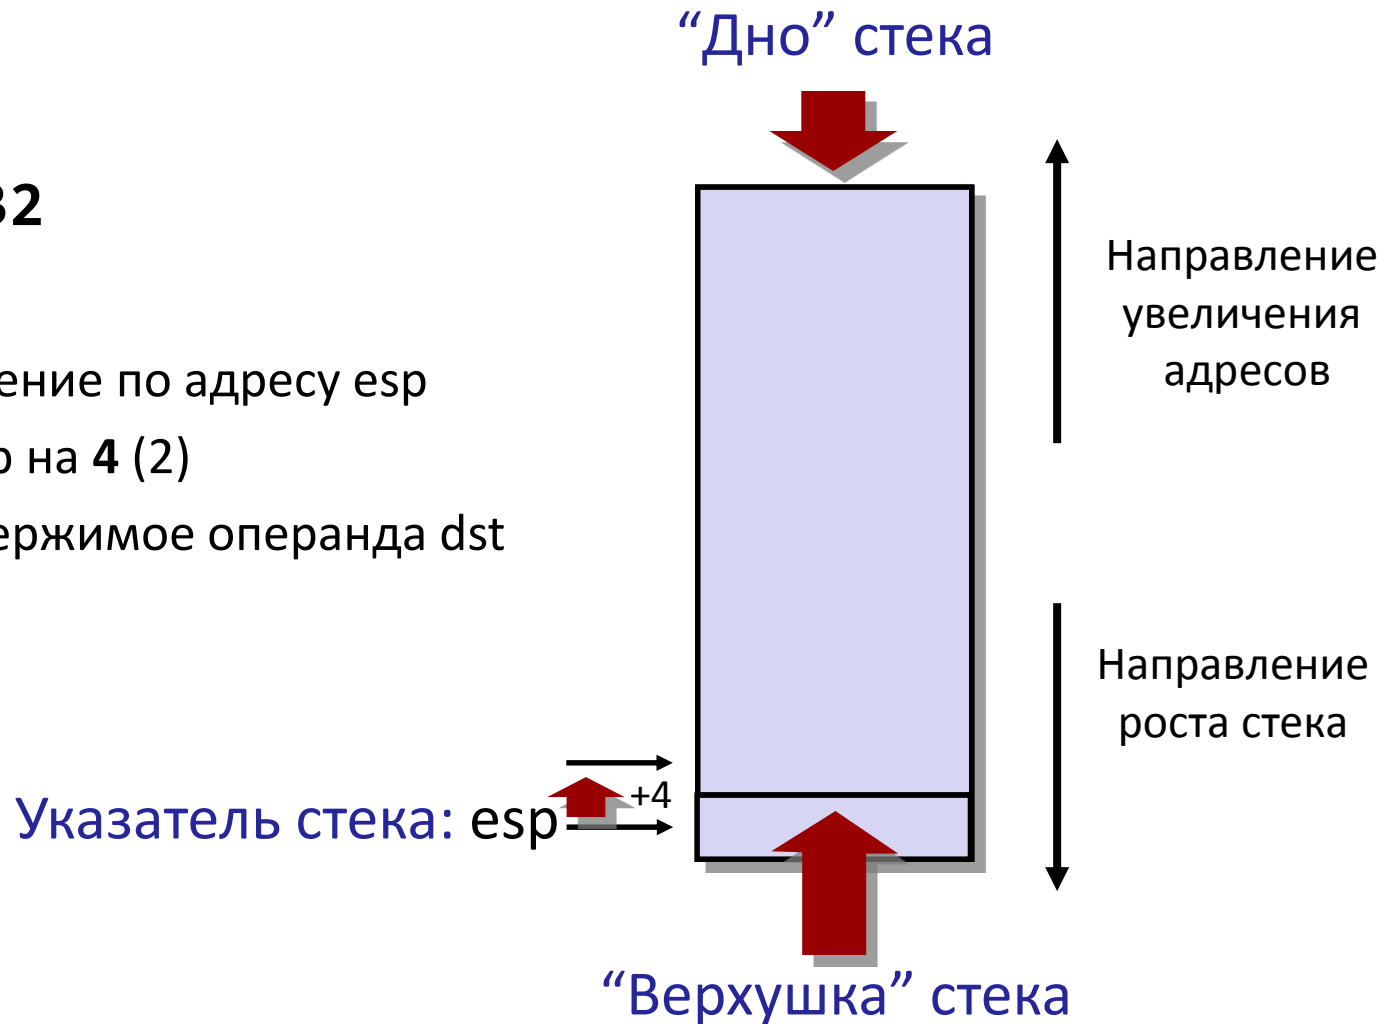 “Дно” стека
32
Направление
увеличения
адресов
ение по адресу esp
на 4 (2)
ержимое операнда dst
Направление
роста стека
+4
Указатель стека: esp
“Верхушка” стека